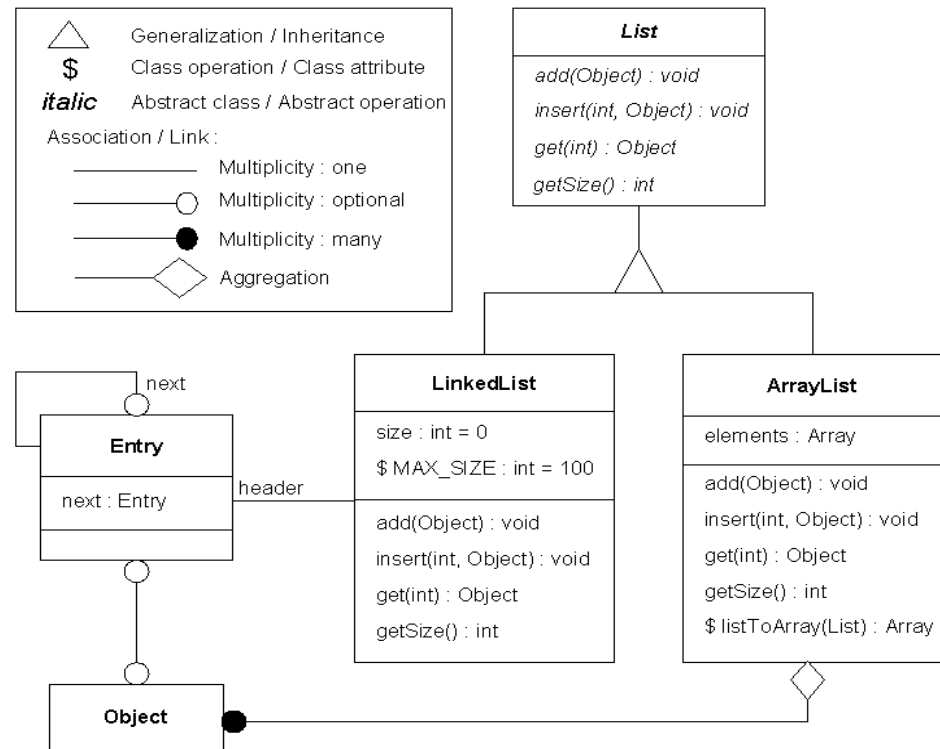 Generalization / Inheritance
$ Class operation / Class attribute
italic Abstract class / Abstract operation
Association / Link :
Multiplicity : one
Multiplicity : optional
Multiplicity : many
Aggregation
List
add(Object) : void
insert(int, Object) : void
get(int) : Object
getSize() : int
next
Entry
next : Entry
header
LinkedList
size : int = 0
$ MAX_SIZE : int = 100
add(Object) : void
insert(int, Object) : void
get(int) : Object
getSize() : int
ArrayList
elements : Array
add(Object) : void
insert(int, Object) : void
get(int) : Object
getSize() : int
$ listToArray(List) : Array
Object